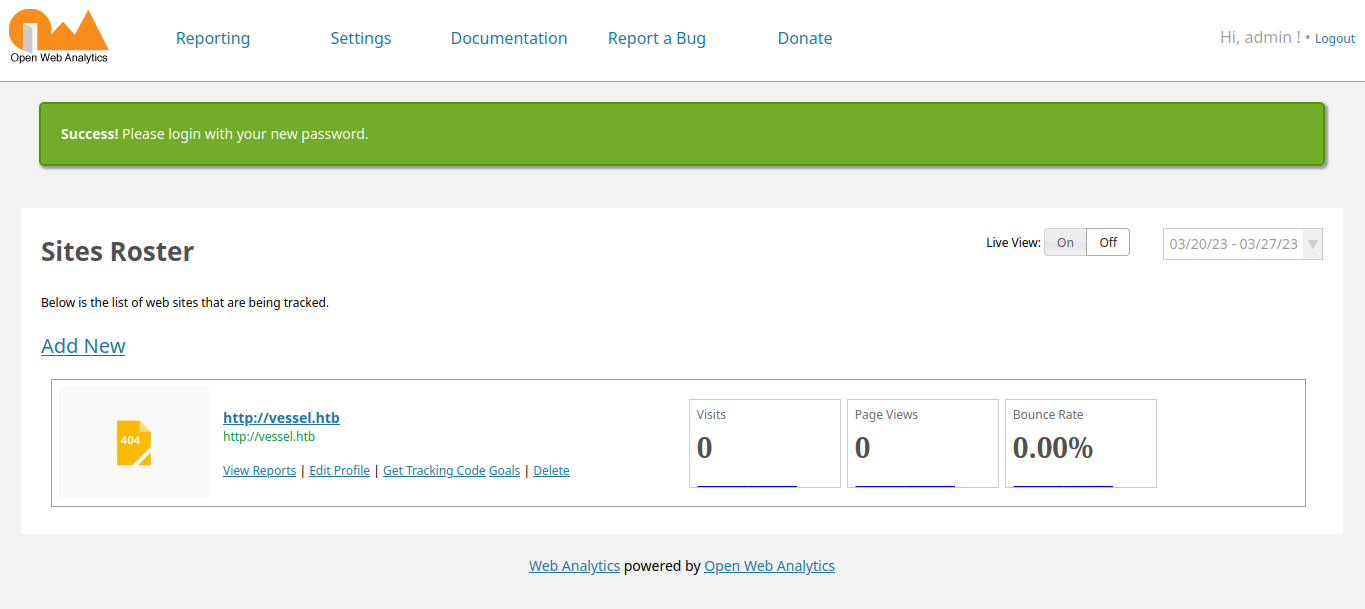 Open Web Analytics
Reporting Settings Documentation Report a Bug Donate
Hi, admin ! • Logout
Success! Please login with your new password.
Sites Roster
Live View: On Off
03/20/23 - 03/27/23
Below is the list of web sites that are being tracked.
Add New
404
http://vessel.htb
http://vessel.htb
View Reports | Edit Profile | Get Tracking Code Goals | Delete
Visits
0
Page Views
0
Bounce Rate
0.00%
Web Analytics powered by Open Web Analytics